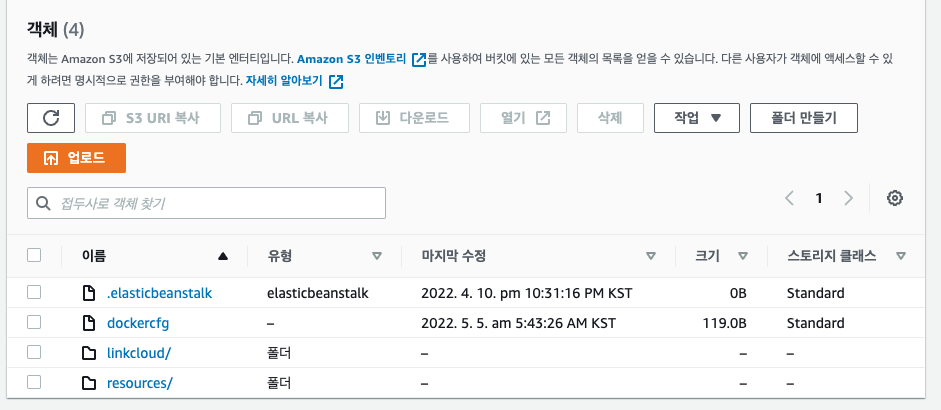 객체 (4)
객체는 Amazon S3에 저장되어 있는 기본 엔터티입니다. Amazon S3 인벤토리 를 사용하여 버킷에 있는 모든 객체의 목록을 얻을 수 있습니다. 다른 사용자가 객체에 액세스할 수 있
게 하려면 명시적으로 권한을 부여해야 합니다. 자세히 알아보기
S3 URI 복사 URL 복사 다운로드 열기 삭제 작업 폴더 만들기
업로드
접두사로 객체 찾기 1
이름 유형 마지막 수정 크기 스토리지 클래스
.elasticbeanstalk elasticbeanstalk 2022. 4. 10. pm 10:31:16 PM KST 0B Standard
dockercfg – 2022. 5. 5. am 5:43:26 AM KST 119.0B Standard
linkcloud/ 폴더 – – –
resources/ 폴더 – – –